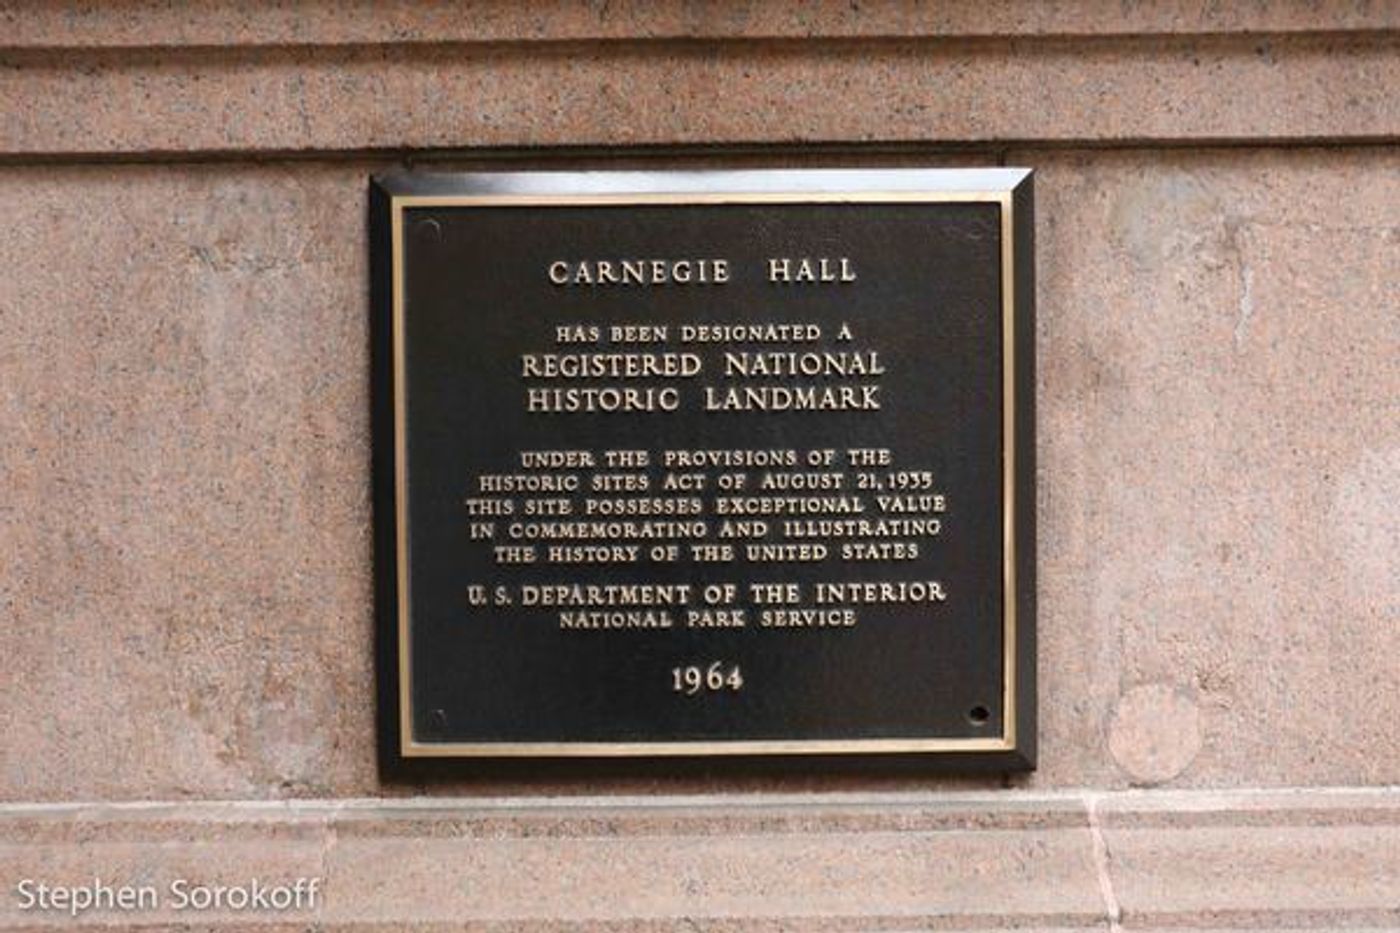 CARNEGIE HALL
HAS BEEN DESIGNATED A
REGISTERED NATIONAL
HISTORIC LANDMARK
UNDER THE PROVISIONS OF THE
HISTORIC SITES ACT OF AUGUST 21, 1935
THIS SITE POSSESSES EXCEPTIONAL VALUE
IN COMMEMORATING AND ILLUSTRATING
THE HISTORY OF THE UNITED STATES
U. S. DEPARTMENT OF THE INTERIOR
NATIONAL PARK SERVICE
1964
Stephen Sorokoff